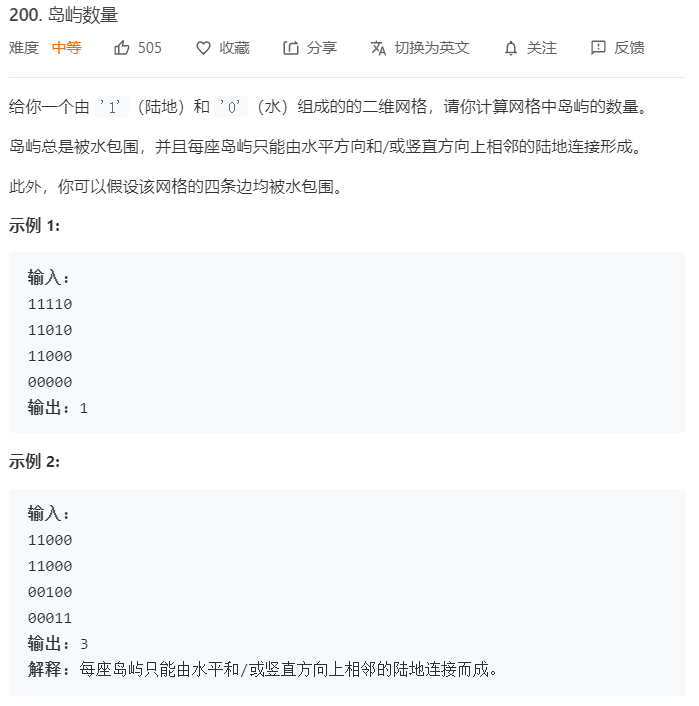 200. 岛屿数量
难度 中等 505 收藏 分享 切换为英文 关注 反馈
给你一个由 '1'（陆地）和 '0'（水）组成的的二维网格，请你计算网格中岛屿的数量。
岛屿总是被水包围，并且每座岛屿只能由水平方向和/或竖直方向上相邻的陆地连接形成。
此外，你可以假设该网格的四条边均被水包围。
示例 1:
输入:
11110
11010
11000
00000
输出: 1
示例 2:
输入:
11000
11000
00100
00011
输出: 3
解释: 每座岛屿只能由水平和/或竖直方向上相邻的陆地连接而成。